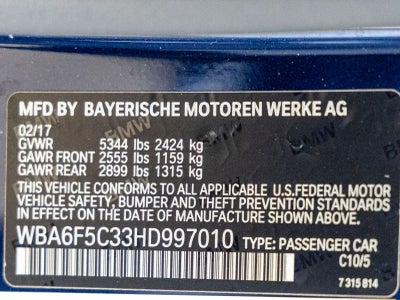 MFD BY BAYERISCHE MOTOREN WERKE AG
02/17
GVWR 5344 lbs 2424 kg
GAWR FRONT 2555 lbs 1159 kg
GAWR REAR 2899 lbs 1315 kg
THIS VEHICLE CONFORMS TO ALL APPLICABLE U.S.FEDERAL MOTOR
VEHICLE SAFETY, BUMPER AND THEFT PREVENTION STANDARDS
IN EFFECT ON THE DATE OF MANUFACTURE SHOWN ABOVE.
WBA6F5C33HD997010 TYPE: PASSENGER CAR
C10/5
7 315 814